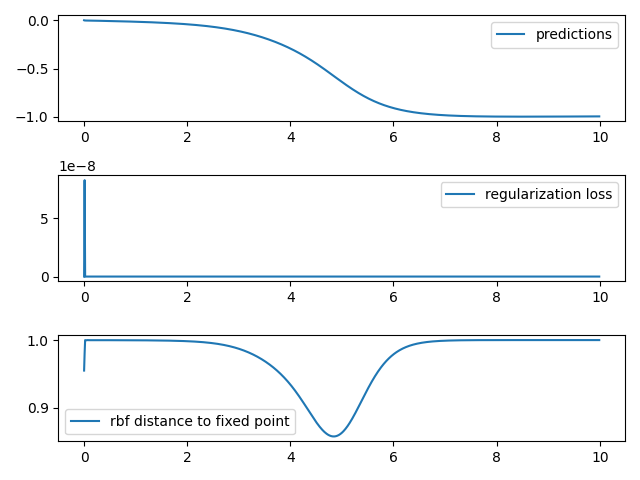 0.0
−0.5
−1.0
predictions
0 2 4 6 8 10
1e−8
5
0
regularization loss
0 2 4 6 8 10
1.0
0.9
rbf distance to fixed point
0 2 4 6 8 10